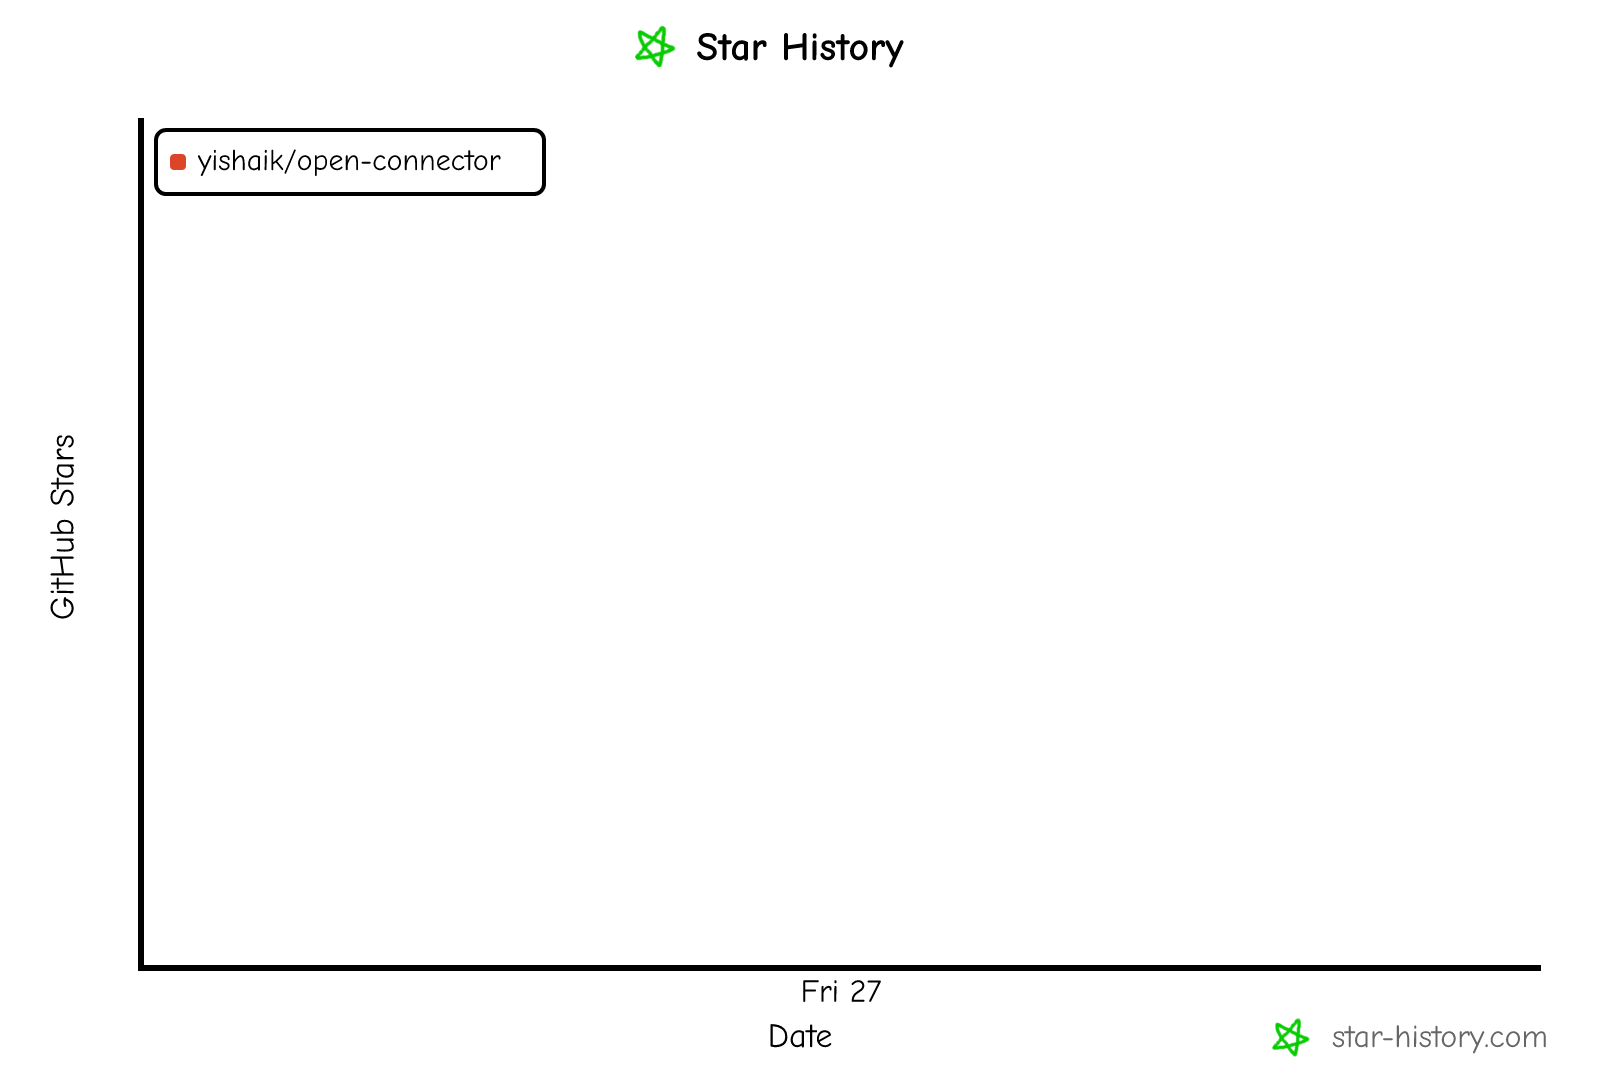 Star History
yishaik/open-connector
GitHub Stars
Fri 27
Date
star-history.com